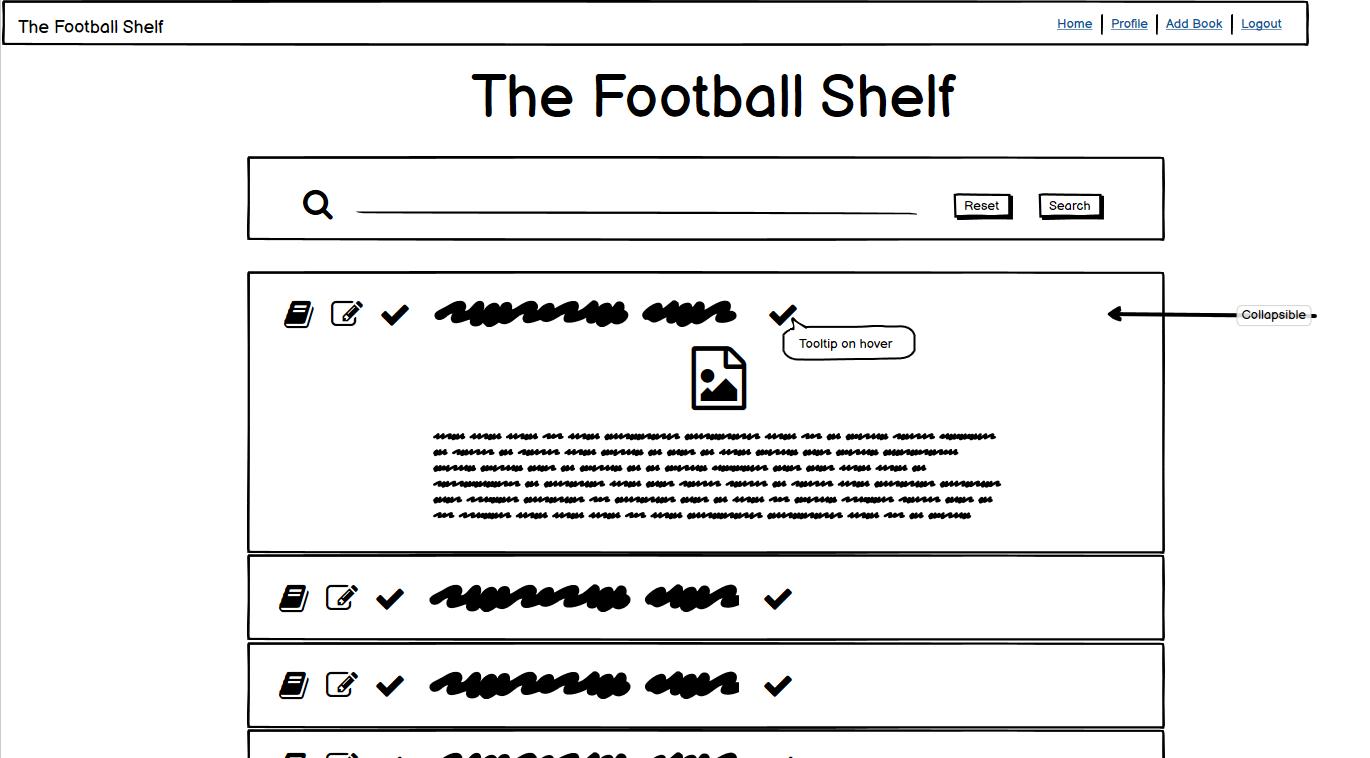 The Football Shelf
Home Profile Add Book Logout
The Football Shelf
Reset Search
Collapsible
Tooltip on hover